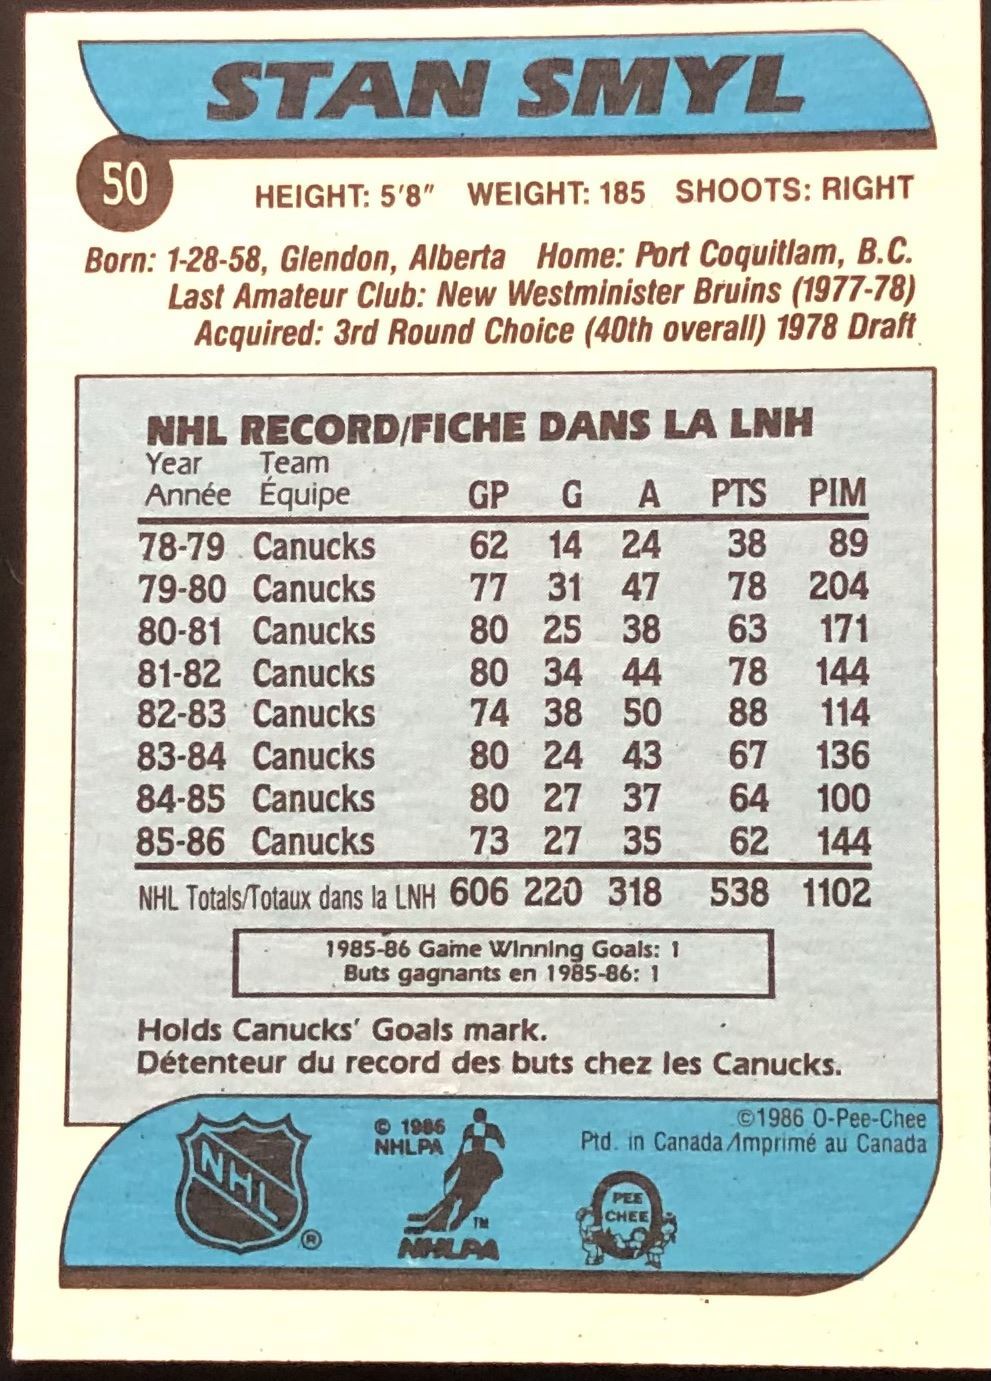 STAN SMYL
50
HEIGHT: 5'8" WEIGHT: 185 SHOOTS: RIGHT
Born: 1-28-58, Glendon, Alberta Home: Port Coquitlam, B.C.
Last Amateur Club: New Westminister Bruins (1977-78)
Acquired: 3rd Round Choice (40th overall) 1978 Draft
NHL RECORD/FICHE DANS LA LNH
Year Team
Année Équipe GP G A PTS PIM
78-79 Canucks 62 14 24 38 89
79-80 Canucks 77 31 47 78 204
80-81 Canucks 80 25 38 63 171
81-82 Canucks 80 34 44 78 144
82-83 Canucks 74 38 50 88 114
83-84 Canucks 80 24 43 67 136
84-85 Canucks 80 27 37 64 100
85-86 Canucks 73 27 35 62 144
NHL Totals/Totaux dans la LNH 606 220 318 538 1102
1985-86 Game Winning Goals: 1
Buts gagnants en 1985-86: 1
Holds Canucks' Goals mark.
Détenteur du record des buts chez les Canucks.
©1986 O-Pee-Chee
Ptd. in Canada/Imprimé au Canada
© 1986
NHLPA
NHL
®
TM
NHLPA
PEE
CHEE